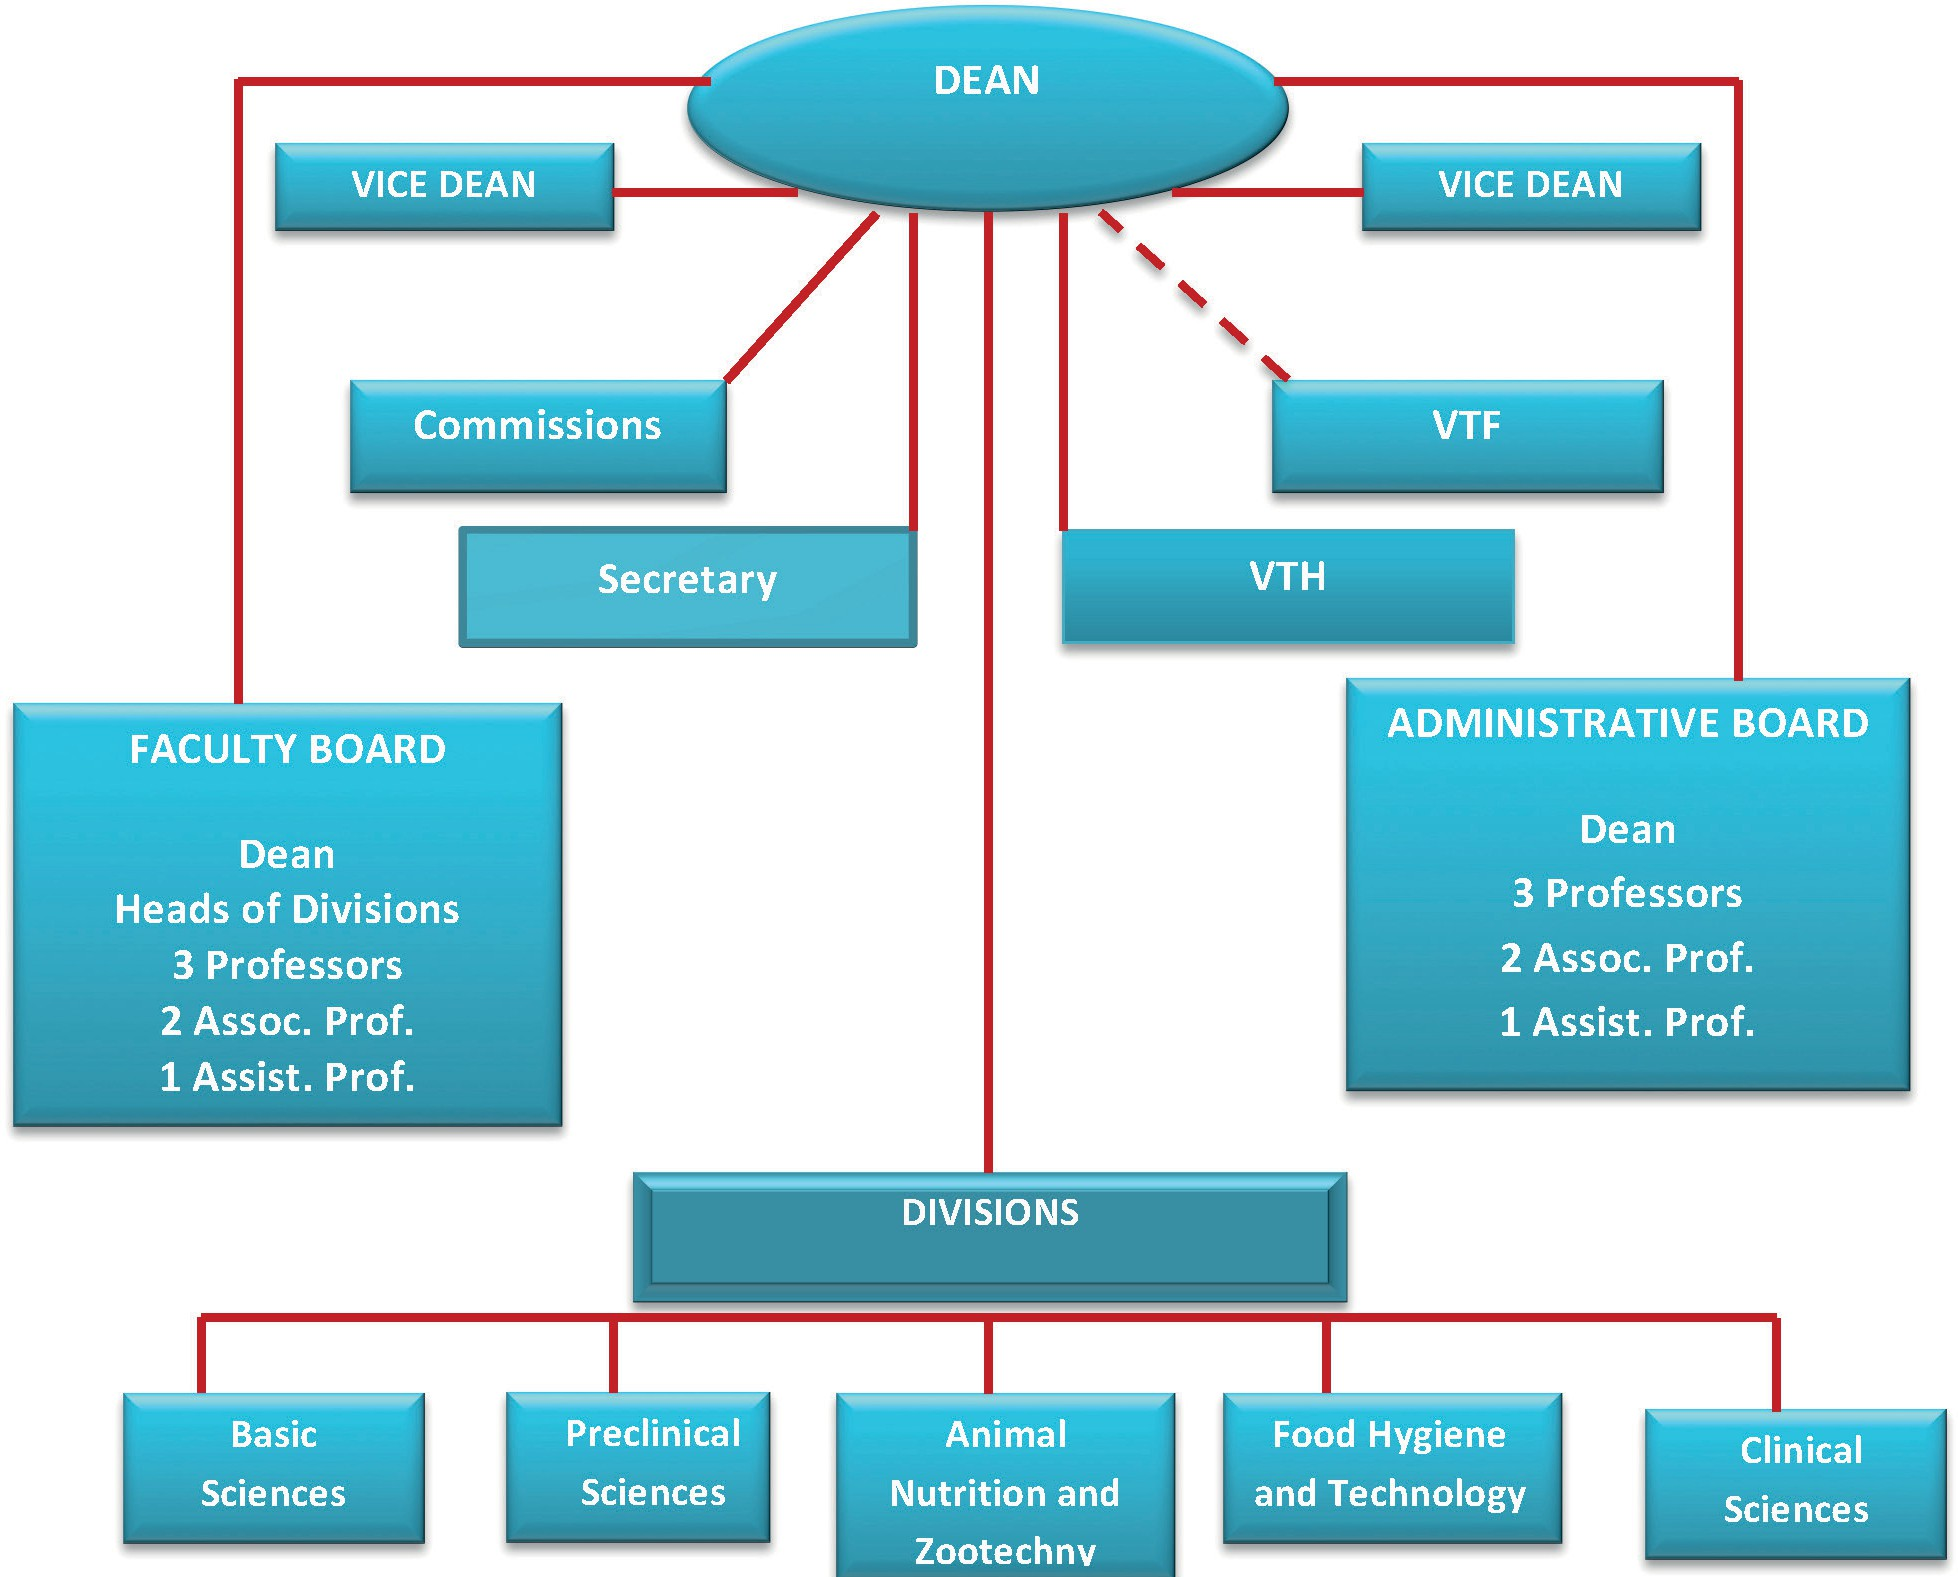 DEAN
VICE DEAN
VICE DEAN
Commissions
VTF
Secretary
VTH
FACULTY BOARD
Dean
Heads of Divisions
3 Professors
2 Assoc. Prof.
1 Assist. Prof.
ADMINISTRATIVE BOARD
Dean
3 Professors
2 Assoc. Prof.
1 Assist. Prof.
DIVISIONS
Basic
Sciences
Preclinical
Sciences
Animal
Nutrition and
Zootechny
Food Hygiene
and Technology
Clinical
Sciences